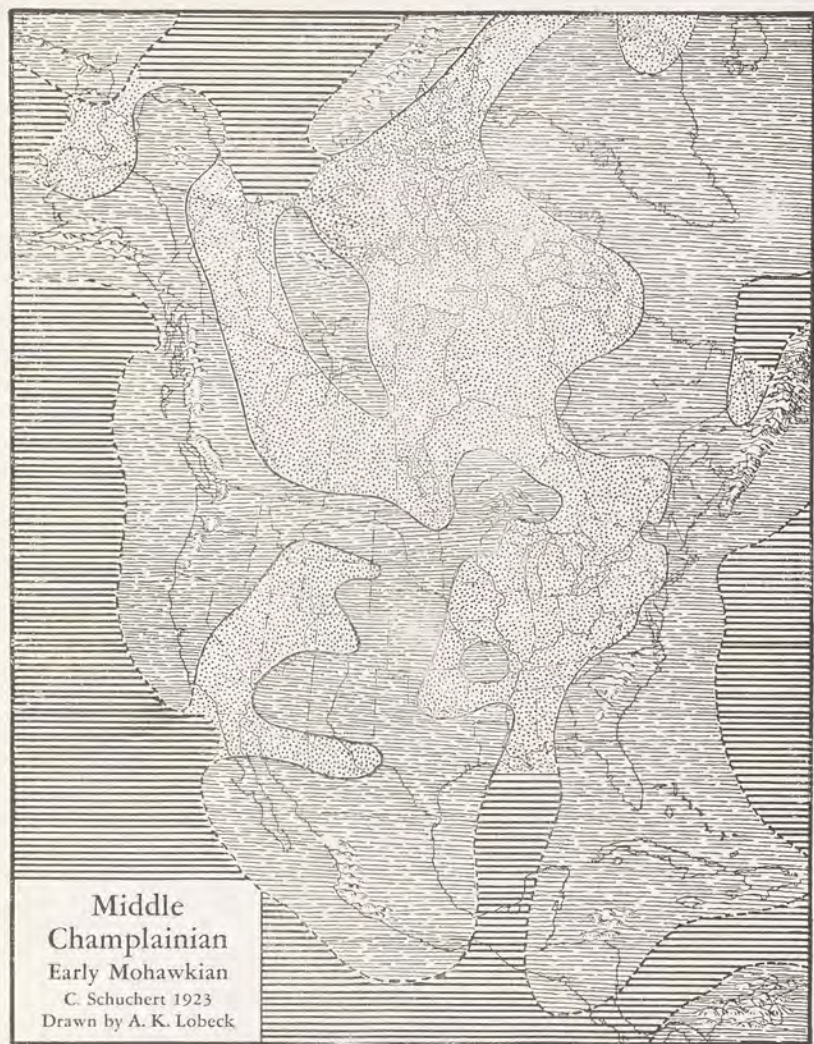 Middle
Champlainian
Early Mohawkian
C. Schuchert 1923
Drawn by A. K. Lobeck